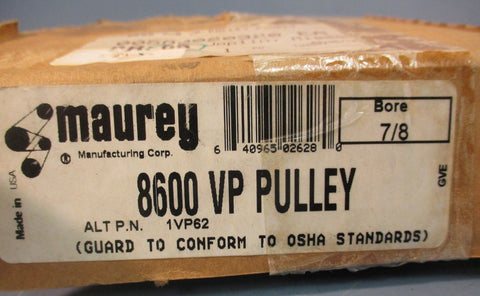 maurey
® Manufacturing Corp.
Made in USA
6 40965 02628 0
Bore
7/8
GVE
8600 VP PULLEY
ALT P.N. 1VP62
(GUARD TO CONFORM TO OSHA STANDARDS)